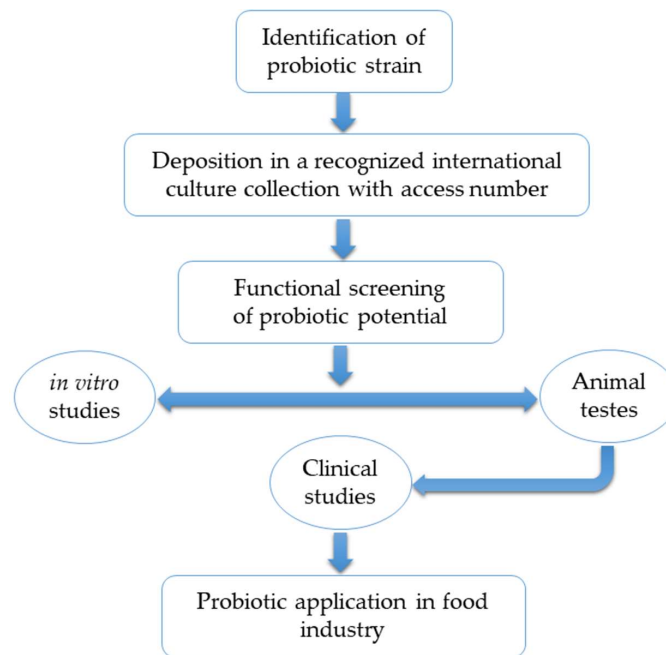 Identification of
probiotic strain
Deposition in a recognized international
culture collection with access number
Functional screening
of probiotic potential
in vitro
studies
Animal
testes
Clinical
studies
Probiotic application in food
industry